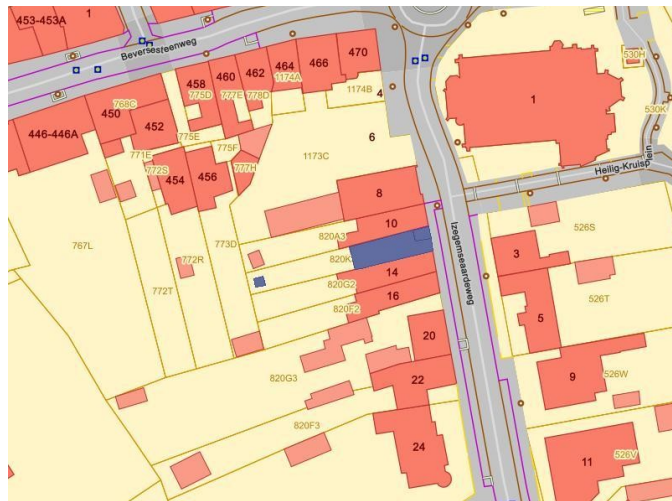 453-453A
1
Beversesteenweg
446-446A
450
768C
452
458
775D
460
777E
462
778D
464
1174A
466
470
1174B
4
6
1
530H
530K
Heilig-Kruisplein
775E
775F
771E
772S
454
456
777H
1173C
8
10
820A3
820K
14
820G2
16
820F2
767L
772R
772T
773D
Izegemseaardeweg
526S
3
526T
5
20
22
24
820G3
820F3
9
526W
11
526V